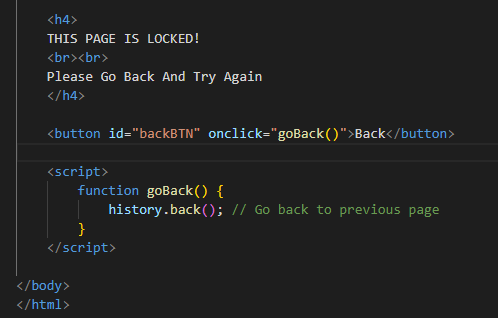 <h4>
THIS PAGE IS LOCKED!
<br><br>
Please Go Back And Try Again
</h4>
<button id="backBTN" onclick="goBack()">Back</button>
<script>
function goBack() {
history.back(); // Go back to previous page
}
</script>
</body>
</html>